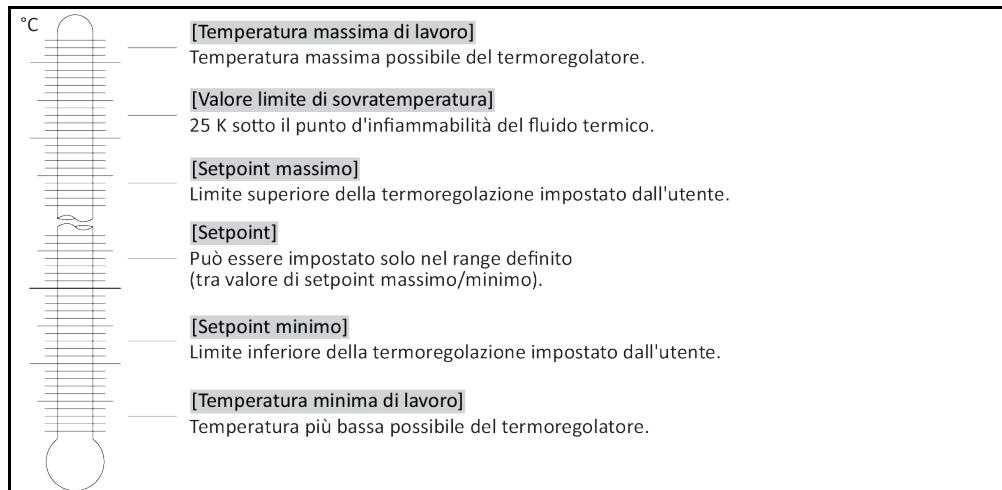 °C
[Temperatura massima di lavoro]
Temperatura massima possibile del termoregolatore.
[Valore limite di sovratemperatura]
25 K sotto il punto d'infiammabilità del fluido termico.
[Setpoint massimo]
Limite superiore della termoregolazione impostato dall'utente.
[Setpoint]
Può essere impostato solo nel range definito
(tra valore di setpoint massimo/minimo).
[Setpoint minimo]
Limite inferiore della termoregolazione impostato dall'utente.
[Temperatura minima di lavoro]
Temperatura più bassa possibile del termoregolatore.